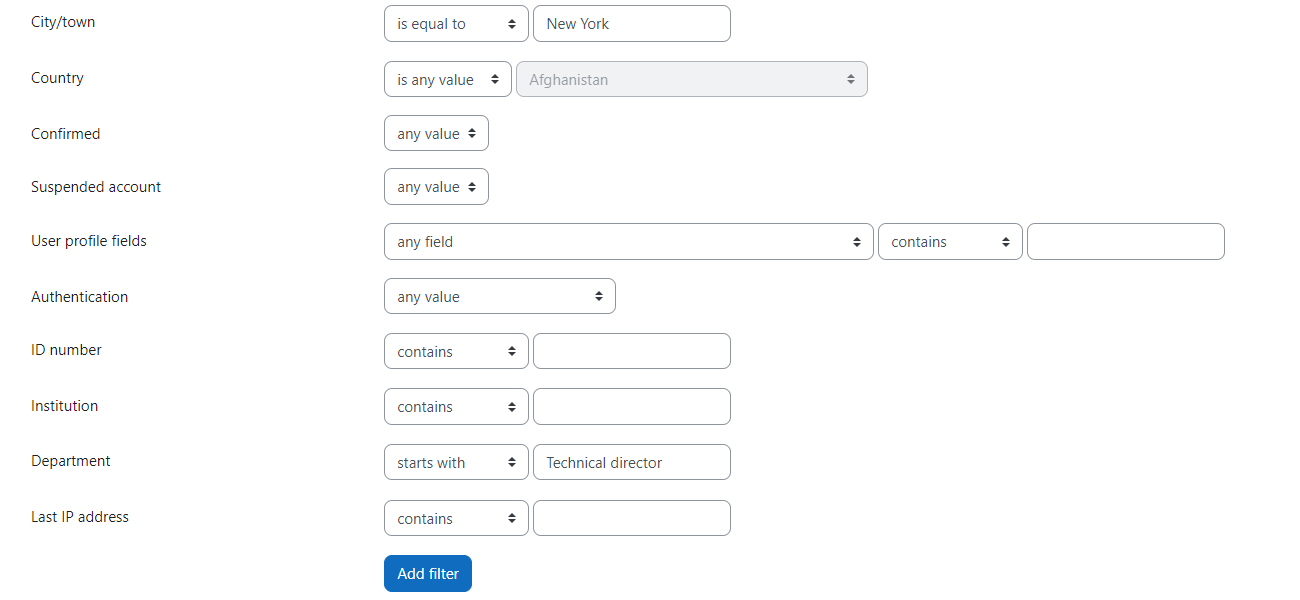 City/town is equal to New York
Country is any value Afghanistan
Confirmed any value
Suspended account any value
User profile fields any field contains
Authentication any value
ID number contains
Institution contains
Department starts with Technical director
Last IP address contains
Add filter